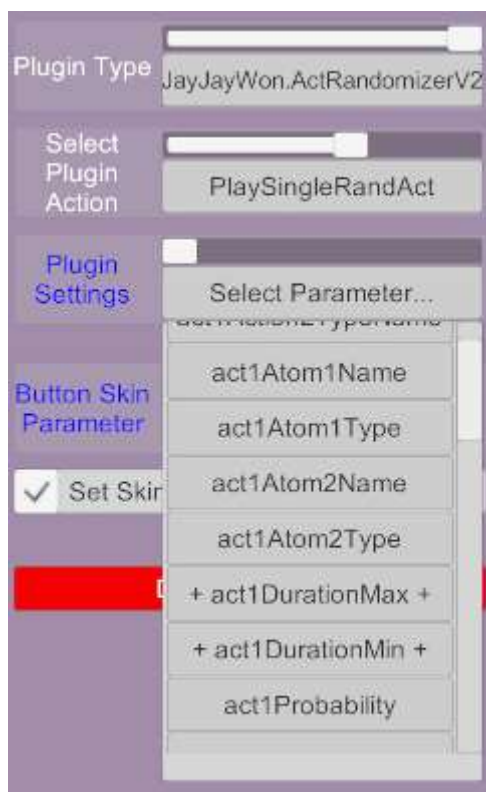 Plugin Type
JayJayWon.ActRandomizerV2
Select
Plugin
Action
PlaySingleRandAct
Plugin
Settings
Select Parameter...
act1Action2TypeName
act1Atom1Name
act1Atom1Type
Button Skin
Parameter
act1Atom2Name
✓ Set Skin
act1Atom2Type
+ act1DurationMax +
+ act1DurationMin +
act1Probability